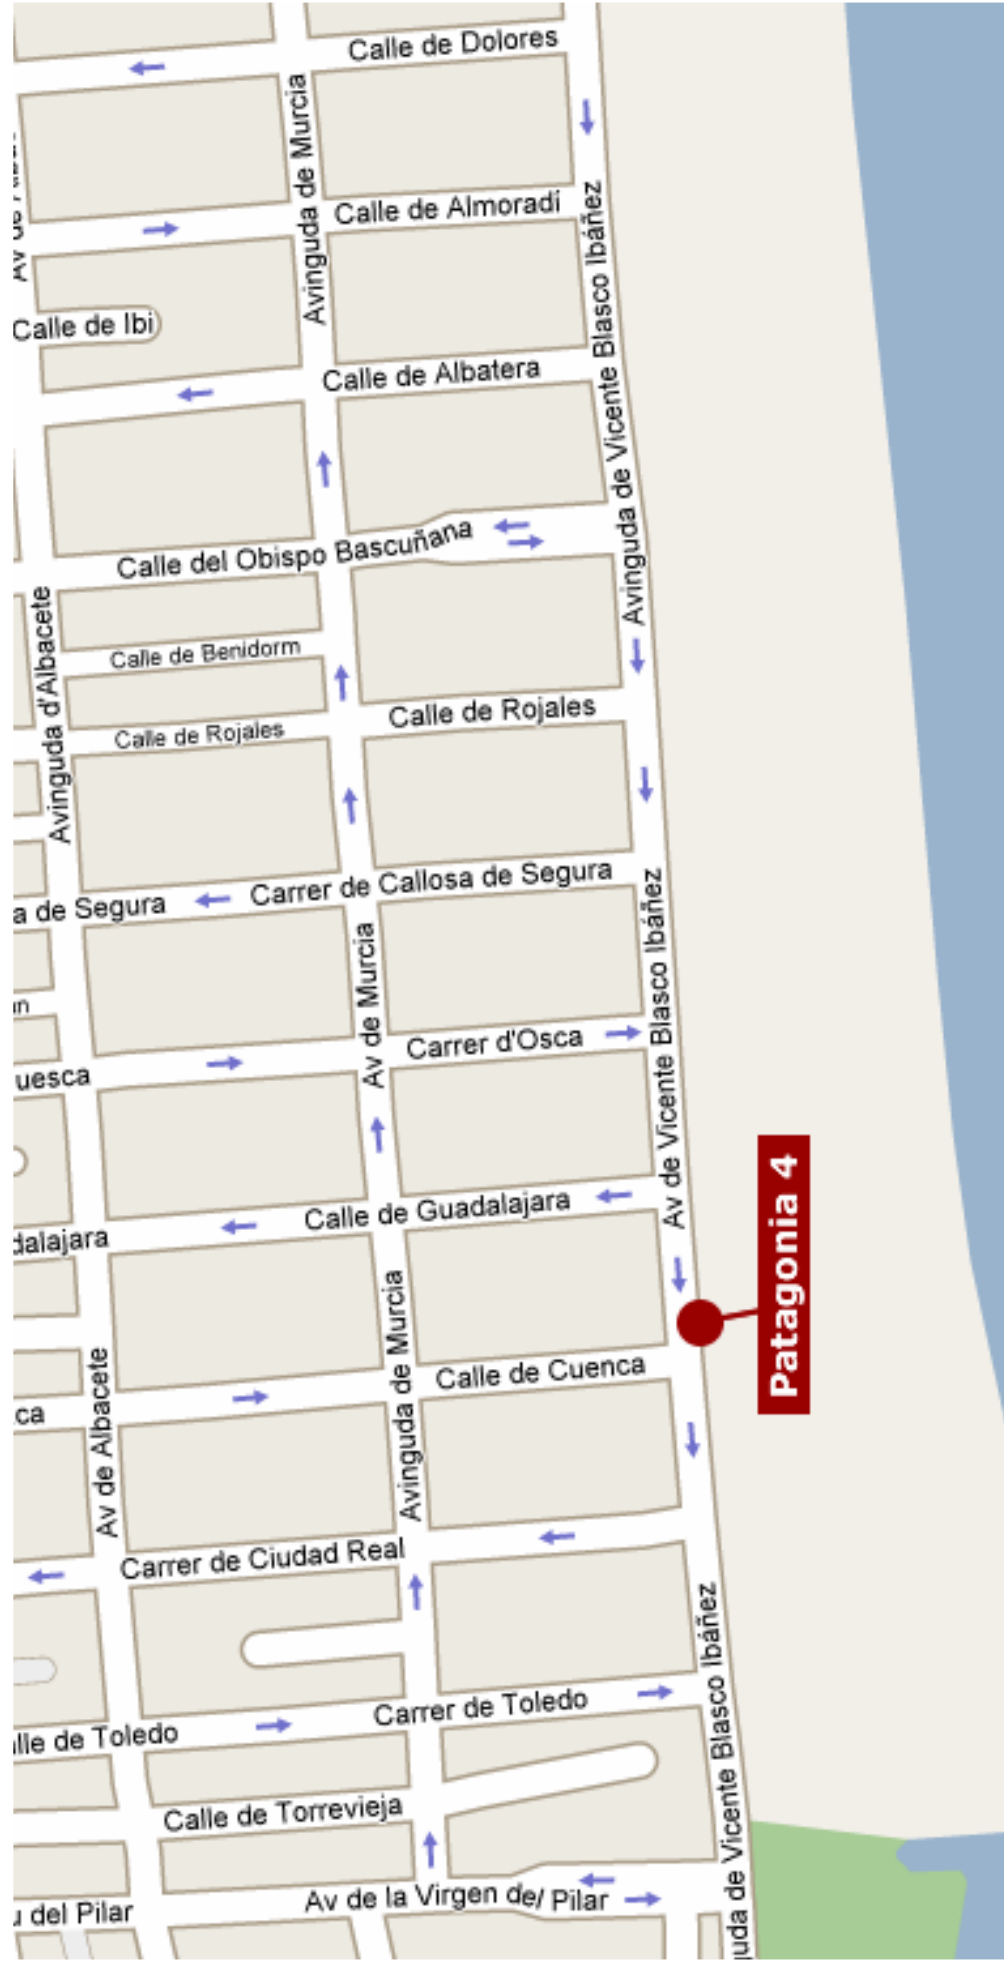 Calle de Dolores
Avinguda de Murcia
Calle de Almoradí
Avinguda de Vicente Blasco Ibáñez
Calle de Ibi
Calle de Albatera
Calle del Obispo Bascuñana
Avinguda d'Albacete
Calle de Benidorm
Calle de Rojales
Calle de Rojales
a de Segura
Carrer de Callosa de Segura
Av de Murcia
Av de Vicente Blasco Ibáñez
uesca
Carrer d'Osca
dalajara
Calle de Guadalajara
Patagonia 4
Avinguda de Murcia
Calle de Cuenca
ca
Av de Albacete
Carrer de Ciudad Real
guda de Vicente Blasco Ibáñez
lle de Toledo
Carrer de Toledo
Calle de Torrevieja
u del Pilar
Av de la Virgen del Pilar